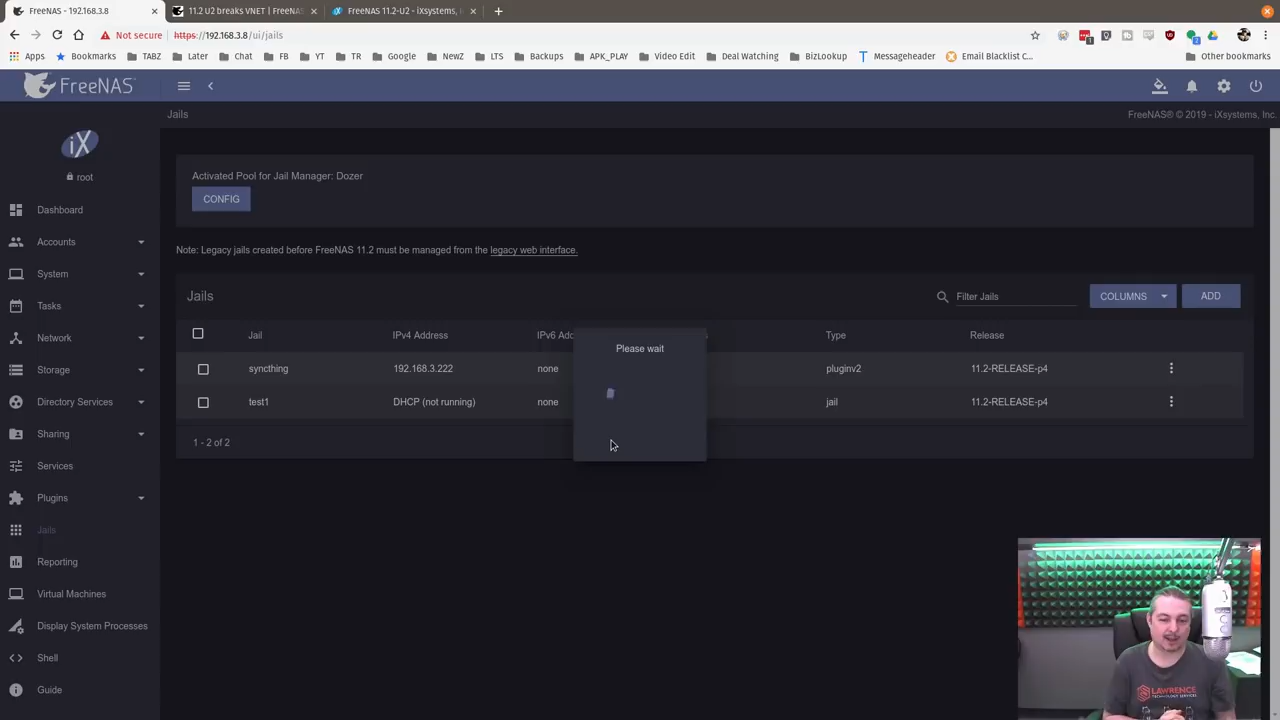 FreeNAS - 192.168.3.8
11.2 U2 breaks VNET | FreeNAS
FreeNAS 11.2-U2 - iXsystems,
Not secure
https://192.168.3.8/ui/jails
Apps
Bookmarks
TABZ
Later
Chat
FB
YT
TR
Google
NewZ
LTS
Backups
APK_PLAY
Video Edit
Deal Watching
BizLookup
Messageheader
Email Blacklist C...
Other bookmarks
FreeNAS
Jails
FreeNAS® © 2019 - iXsystems, Inc.
iX
root
Dashboard
Accounts
System
Tasks
Network
Storage
Directory Services
Sharing
Services
Plugins
Jails
Reporting
Virtual Machines
Display System Processes
Shell
Guide
Activated Pool for Jail Manager: Dozer
CONFIG
Note: Legacy jails created before FreeNAS 11.2 must be managed from the legacy web interface.
Jails
Filter Jails
COLUMNS
ADD
Jail IPv4 Address IPv6 Type Release
syncthing 192.168.3.222 none pluginv2 11.2-RELEASE-p4
test1 DHCP (not running) none jail 11.2-RELEASE-p4
1 - 2 of 2
Please wait
LAWRENCE
TECHNOLOGY SERVICES